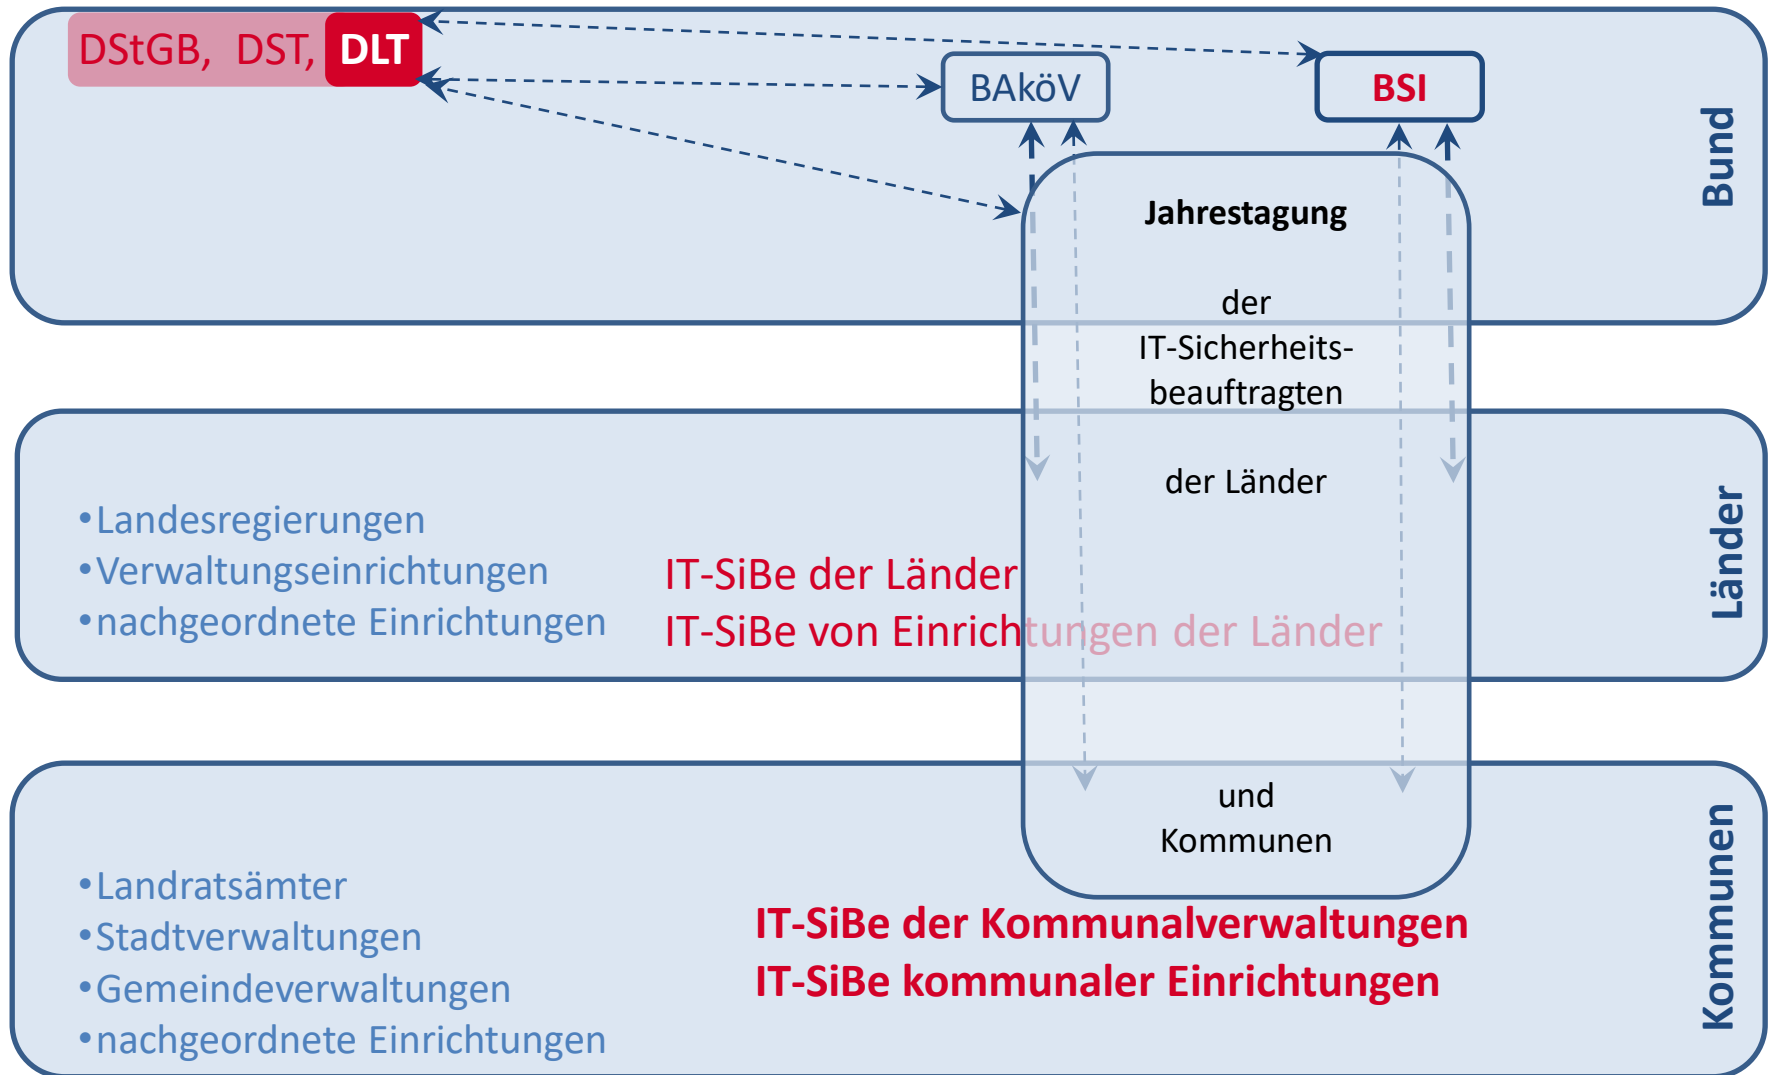 DStGB, DST, DLT
BAköV
BSI
Bund
Jahrestagung
der
IT-Sicherheits-
beauftragten
der Länder
•Landesregierungen
•Verwaltungseinrichtungen
•nachgeordnete Einrichtungen
IT-SiBe der Länder
IT-SiBe von Einrichtungen der Länder
Länder
und
Kommunen
•Landratsämter
•Stadtverwaltungen
•Gemeindeverwaltungen
•nachgeordnete Einrichtungen
IT-SiBe der Kommunalverwaltungen
IT-SiBe kommunaler Einrichtungen
Kommunen